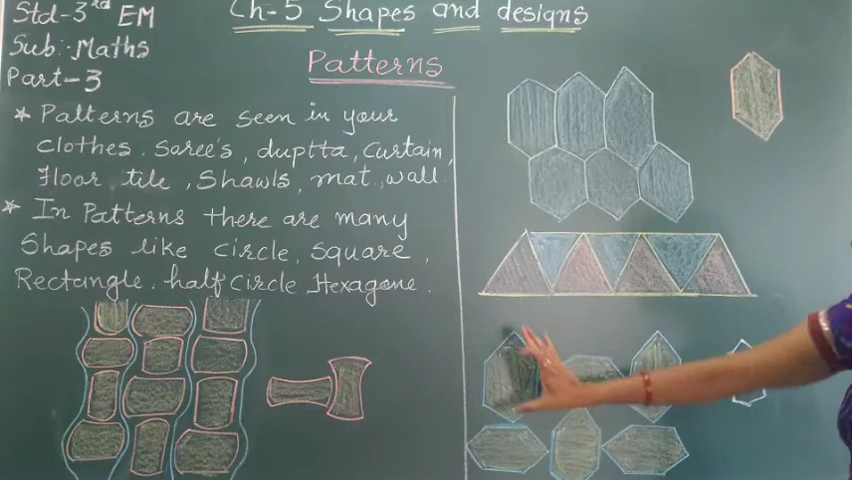 Std-3rd EM
Ch-5 Shapes and designs
Sub:-Maths
Part-3
Patterns
* Patterns are seen in your
clothes, Saree's, duptta, Curtain,
Floor tile, Shawls, mat, wall
* In Patterns there are many
Shapes like circle, Square,
Rectangle, half Circle, Hexagone.